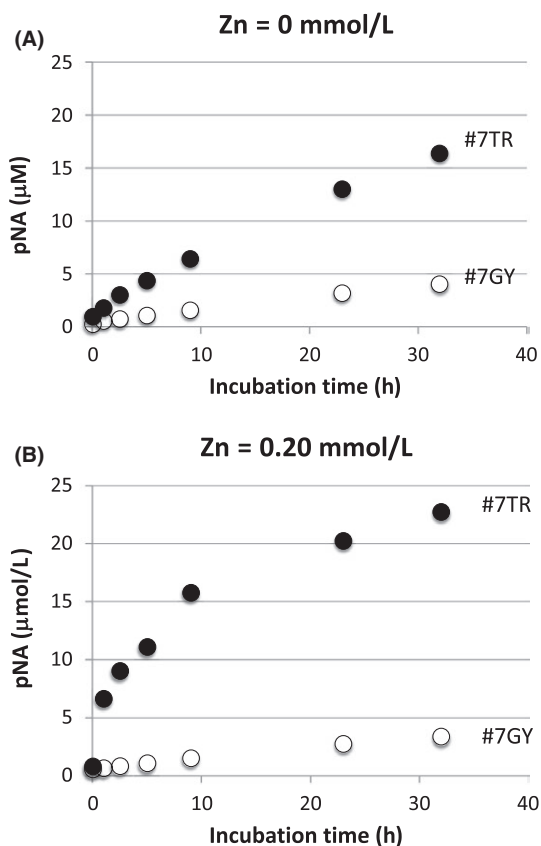 (A)
Zn = 0 mmol/L
25
20
15
10
5
0
pNA (μM)
#7TR
#7GY
0 10 20 30 40
Incubation time (h)
(B)
Zn = 0.20 mmol/L
25
20
15
10
5
0
pNA (μmol/L)
#7TR
#7GY
0 10 20 30 40
Incubation time (h)